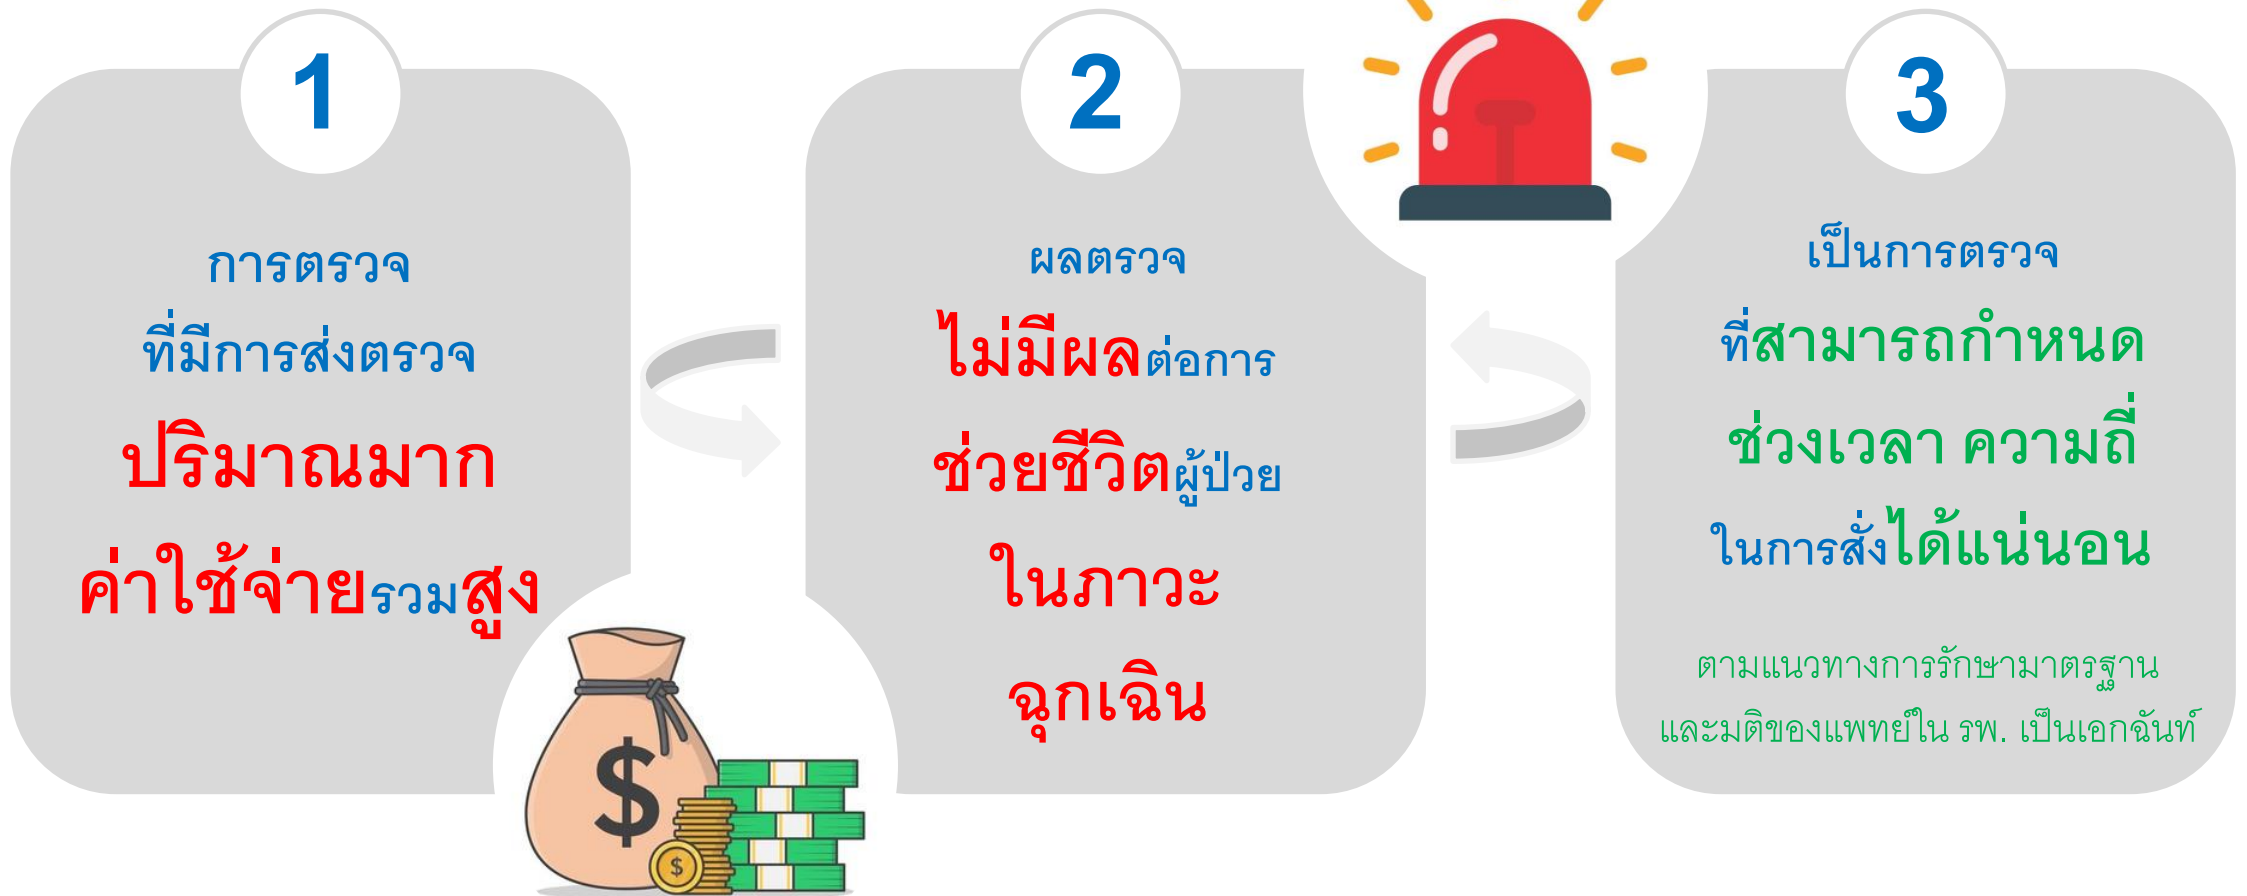 1
การตรวจ
ที่มีการส่งตรวจ
ปริมาณมาก
ค่าใช้จ่ายรวมสูง
$
$
2
ผลตรวจ
ไม่มีผลต่อการ
ช่วยชีวิตผู้ป่วย
ในภาวะ
ฉุกเฉิน
3
เป็นการตรวจ
ที่สามารถกำหนด
ช่วงเวลา ความถี่
ในการสั่งได้แน่นอน
ตามแนวทางการรักษามาตรฐาน
และมติของแพทย์ใน รพ. เป็นเอกฉันท์